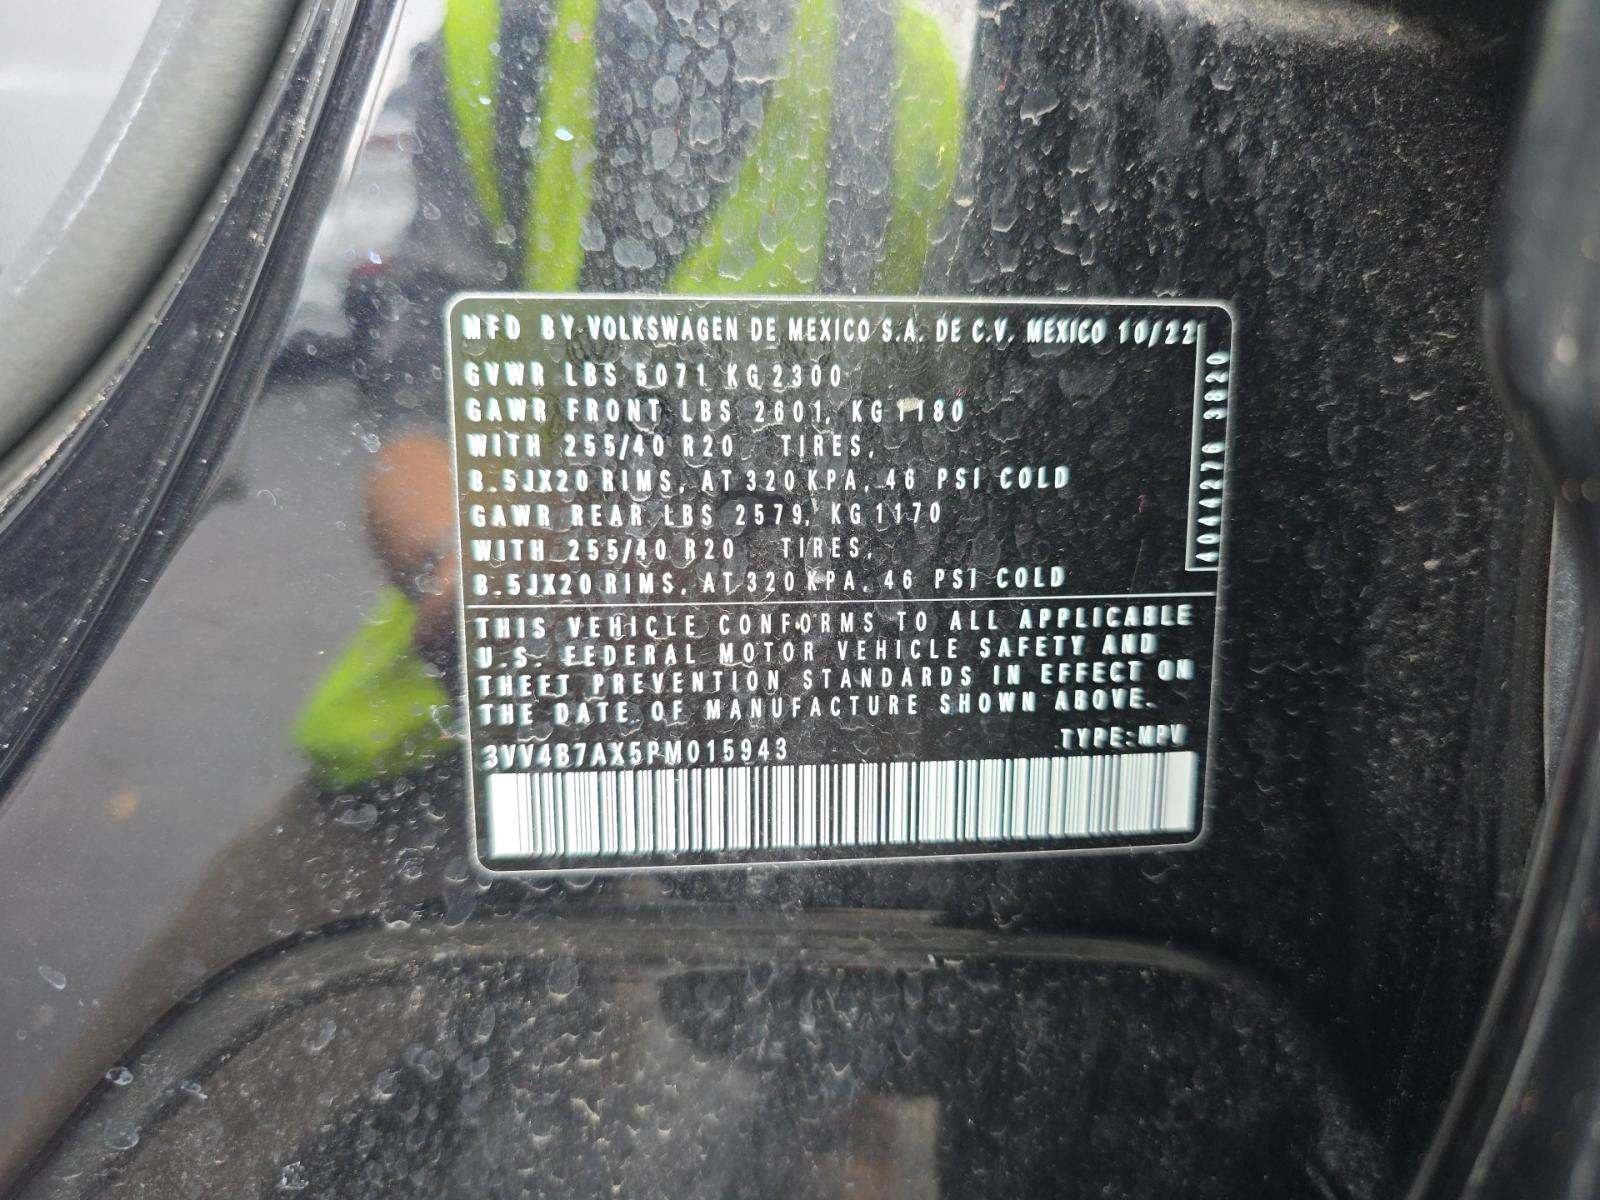 MFD BY VOLKSWAGEN DE MEXICO S.A. DE C.V. MEXICO 10/22
GVWR LBS 5071 KG 2300
GAWR FRONT LBS 2601, KG 1180
WITH 255/40 R20 TIRES,
8.5JX20 RIMS, AT 320 KPA, 46 PSI COLD
GAWR REAR LBS 2579, KG 1170
WITH 255/40 R20 TIRES,
8.5JX20 RIMS, AT 320 KPA, 46 PSI COLD
4044276 3820
THIS VEHICLE CONFORMS TO ALL APPLICABLE
U.S. FEDERAL MOTOR VEHICLE SAFETY AND
THEFT PREVENTION STANDARDS IN EFFECT ON
THE DATE OF MANUFACTURE SHOWN ABOVE.
TYPE: MPV
3VV4B7AX5PM015943